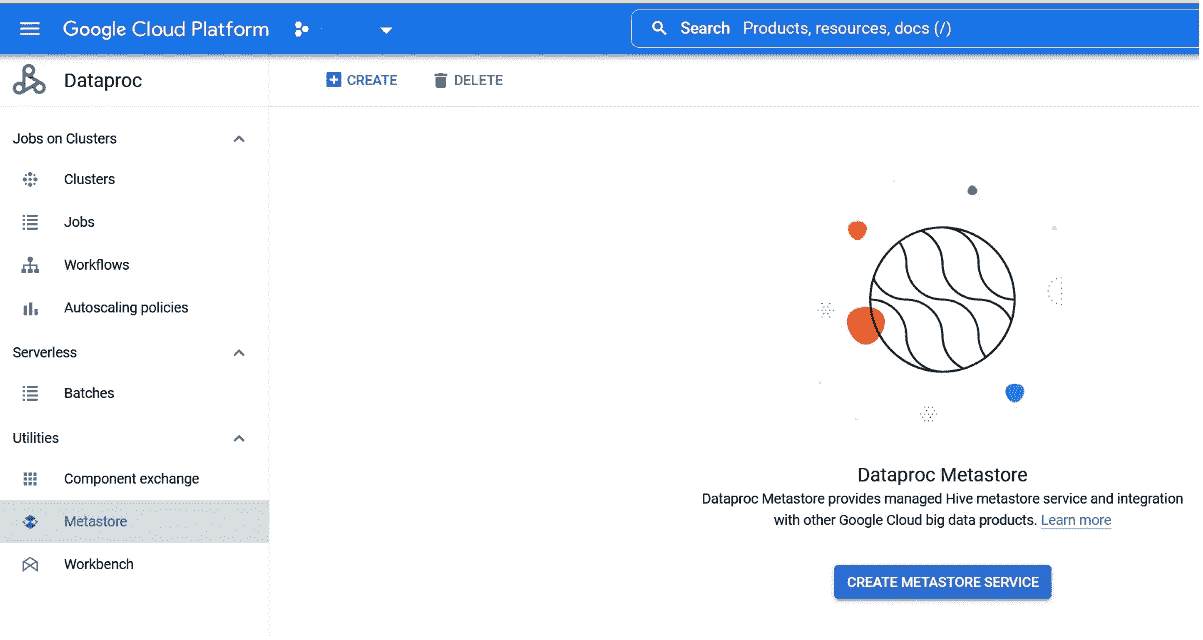 Google Cloud Platform
Search Products, resources, docs (/)
Dataproc
CREATE
DELETE
Jobs on Clusters
Clusters
Jobs
Workflows
Autoscaling policies
Serverless
Batches
Utilities
Component exchange
Metastore
Workbench
Dataproc Metastore
Dataproc Metastore provides managed Hive metastore service and integration
with other Google Cloud big data products. Learn more
CREATE METASTORE SERVICE